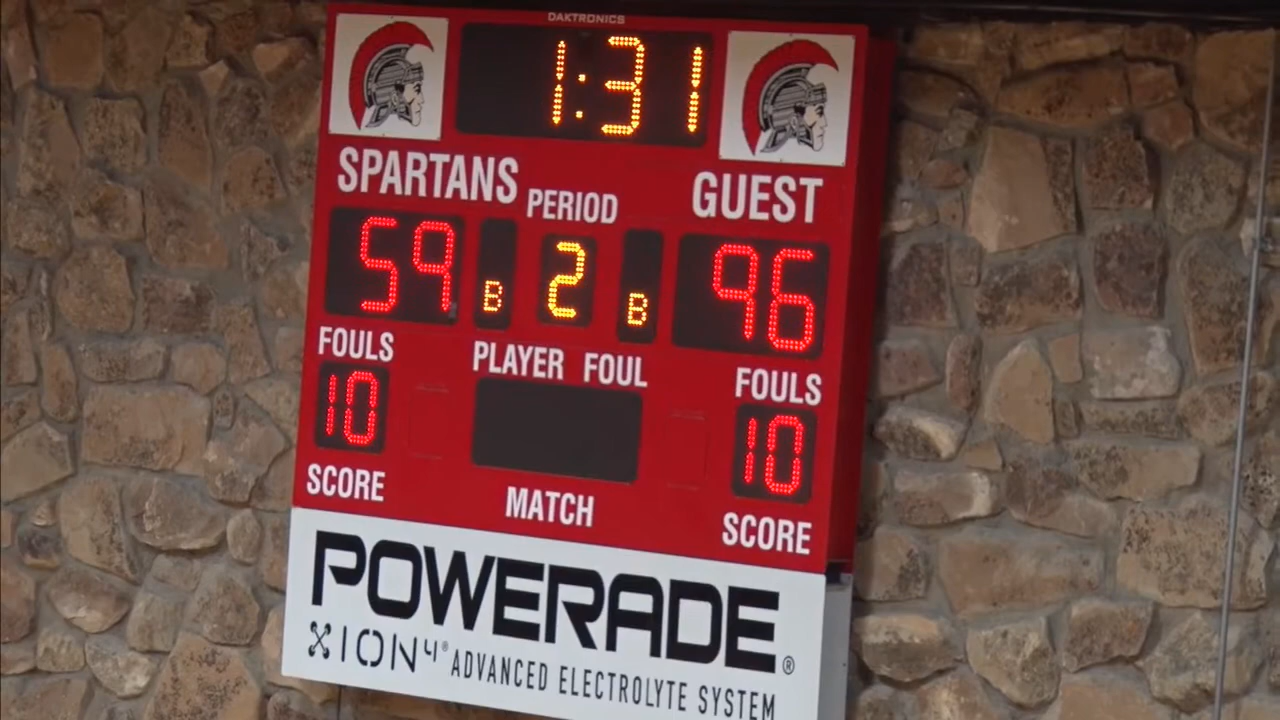 DAKTRONICS
1:31
SPARTANS PERIOD GUEST
59 B 2 B 96
FOULS PLAYER FOUL FOULS
10 10
SCORE MATCH SCORE
POWERADE®
ION4® ADVANCED ELECTROLYTE SYSTEM